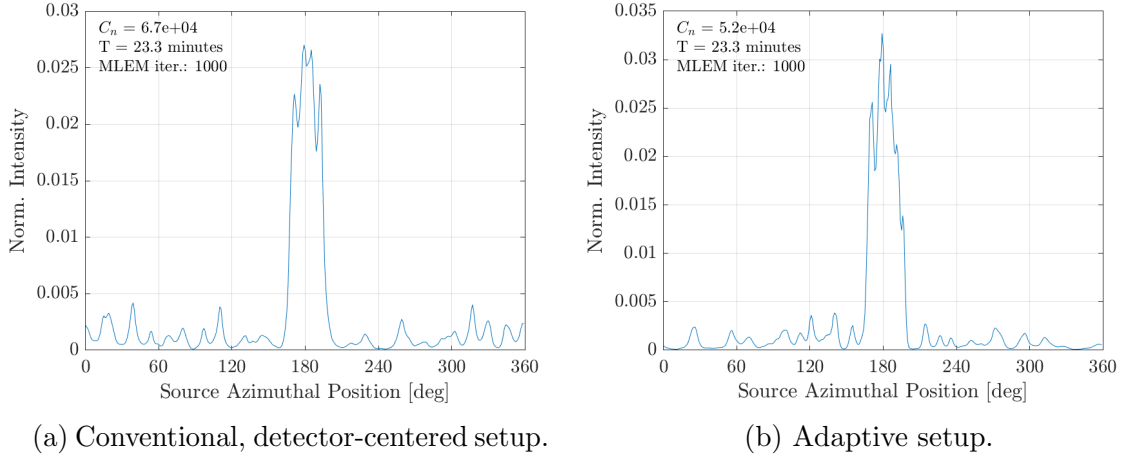 C_n = 6.7e+04
T = 23.3 minutes
MLEM iter.: 1000
Norm. Intensity
0.03
0.025
0.02
0.015
0.01
0.005
0
0 60 120 180 240 300 360
Source Azimuthal Position [deg]
(a) Conventional, detector-centered setup.
C_n = 5.2e+04
T = 23.3 minutes
MLEM iter.: 1000
Norm. Intensity
0.035
0.03
0.025
0.02
0.015
0.01
0.005
0
0 60 120 180 240 300 360
Source Azimuthal Position [deg]
(b) Adaptive setup.